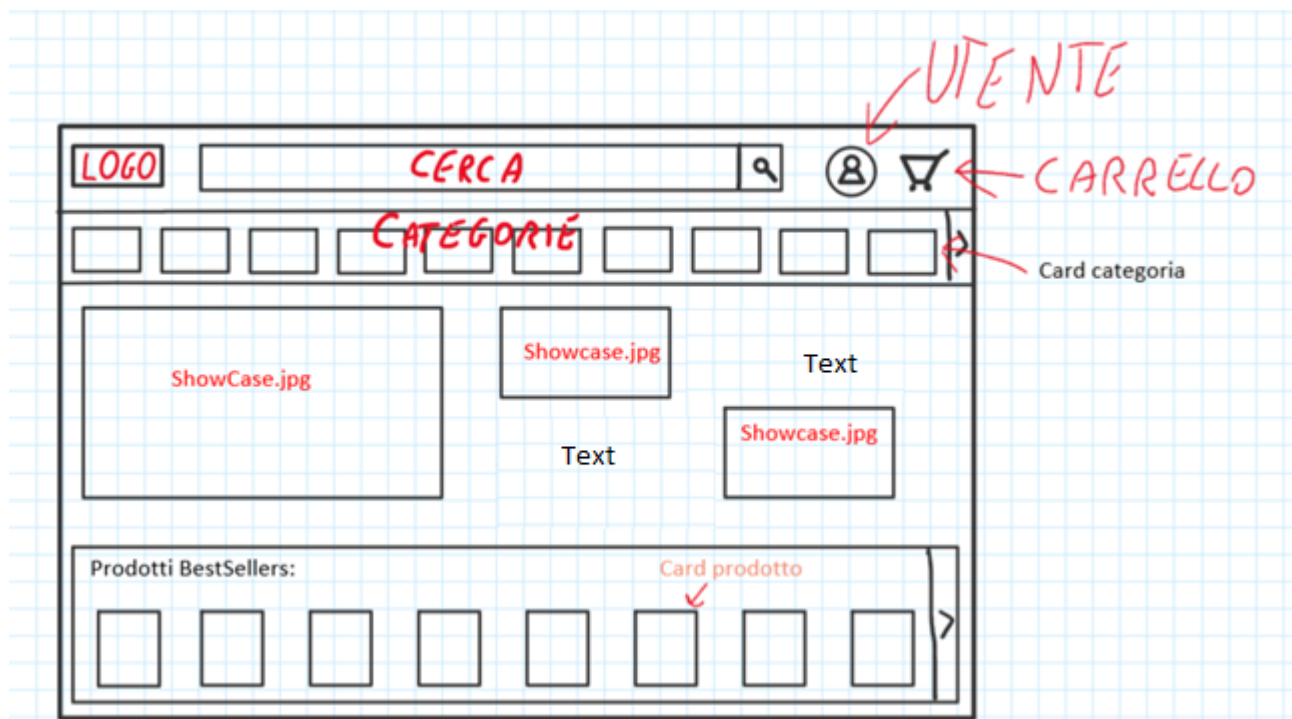 UTENTE
LOGO
CERCA
CARRELLO
CATEGORIE
Card categoria
ShowCase.jpg
Showcase.jpg
Text
Text
Showcase.jpg
Prodotti BestSellers:
Card prodotto